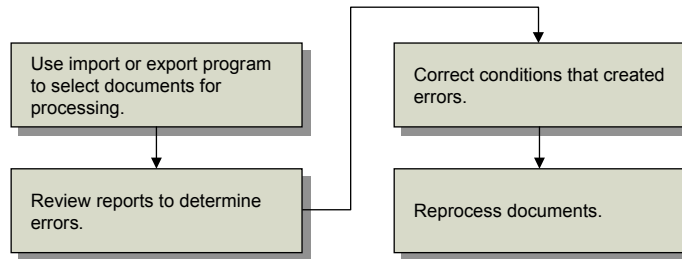 Use import or export program
to select documents for
processing.
Review reports to determine
errors.
Correct conditions that created
errors.
Reprocess documents.